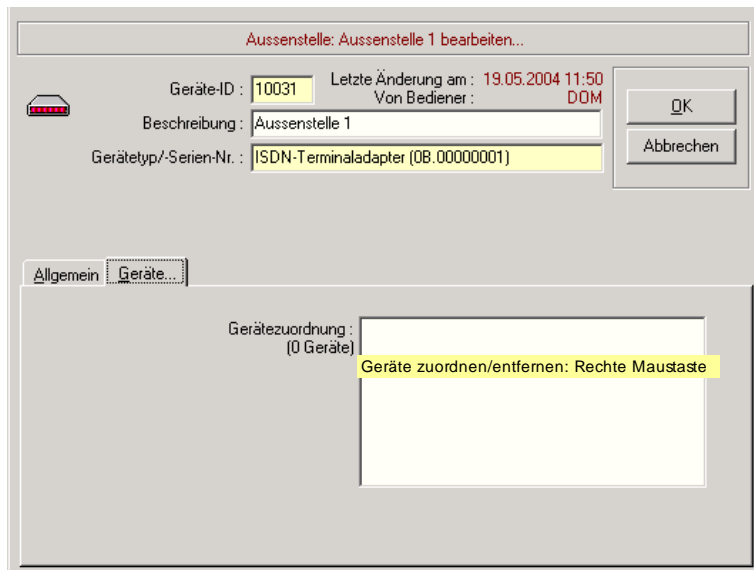 Aussenstelle: Aussenstelle 1 bearbeiten...
Geräte-ID : 10031
Letzte Änderung am : 19.05.2004 11:50
Von Bediener : DOM
Beschreibung : Aussenstelle 1
Gerätetyp/-Serien-Nr. : ISDN-Terminaladapter (0B.00000001)
OK
Abbrechen
Allgemein
Geräte...
Gerätezuordnung :
(0 Geräte)
Geräte zuordnen/entfernen: Rechte Maustaste